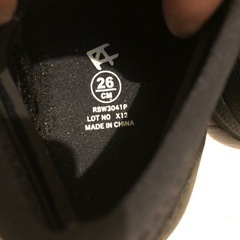 26
CM
RBW3041P
LOT NO X12
MADE IN CHINA